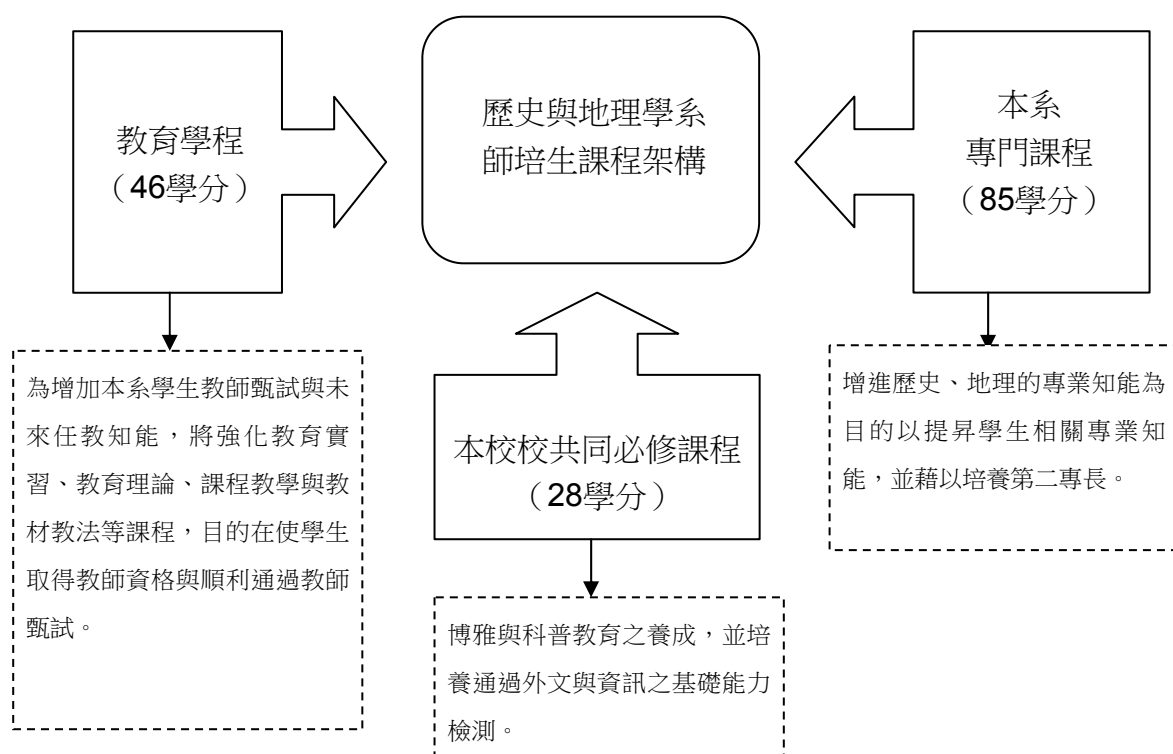 教育學程
（46學分）
歷史與地理學系
師培生課程架構
本系
專門課程
（85學分）
為增加本系學生教師甄試與未
來任教知能，將強化教育實
習、教育理論、課程教學與教
材教法等課程，目的在使學生
取得教師資格與順利通過教師
甄試。
本校校共同必修課程
（28學分）
增進歷史、地理的專業知能為
目的以提昇學生相關專業知
能，並藉以培養第二專長。
博雅與科普教育之養成，並培
養通過外文與資訊之基礎能力
檢測。